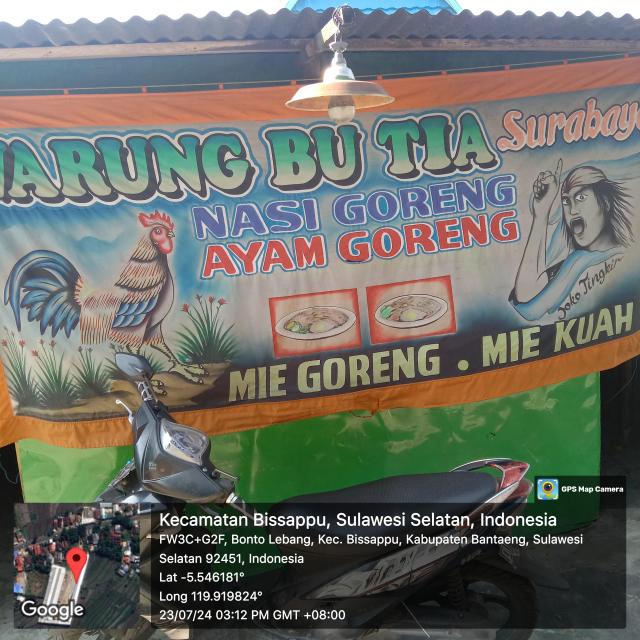 WARUNG BU TIA Surabaya
NASI GORENG
AYAM GORENG
Joko Tingkir
MIE GORENG . MIE KUAH
GPS Map Camera
Kecamatan Bissappu, Sulawesi Selatan, Indonesia
FW3C+G2F, Bonto Lebang, Kec. Bissappu, Kabupaten Bantaeng, Sulawesi
Selatan 92451, Indonesia
Lat -5.546181°
Long 119.919824°
23/07/24 03:12 PM GMT +08:00
Google